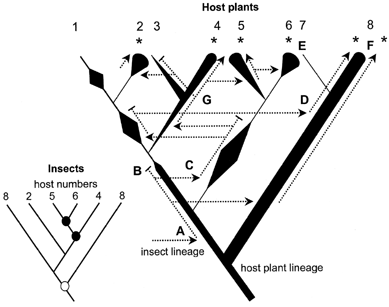 Host plants
1 2 3 4 5 6 7 8
* * * * E * F *
G D
B C
A
insect lineage
host plant lineage
Insects
host numbers
8 2 5 6 4 8